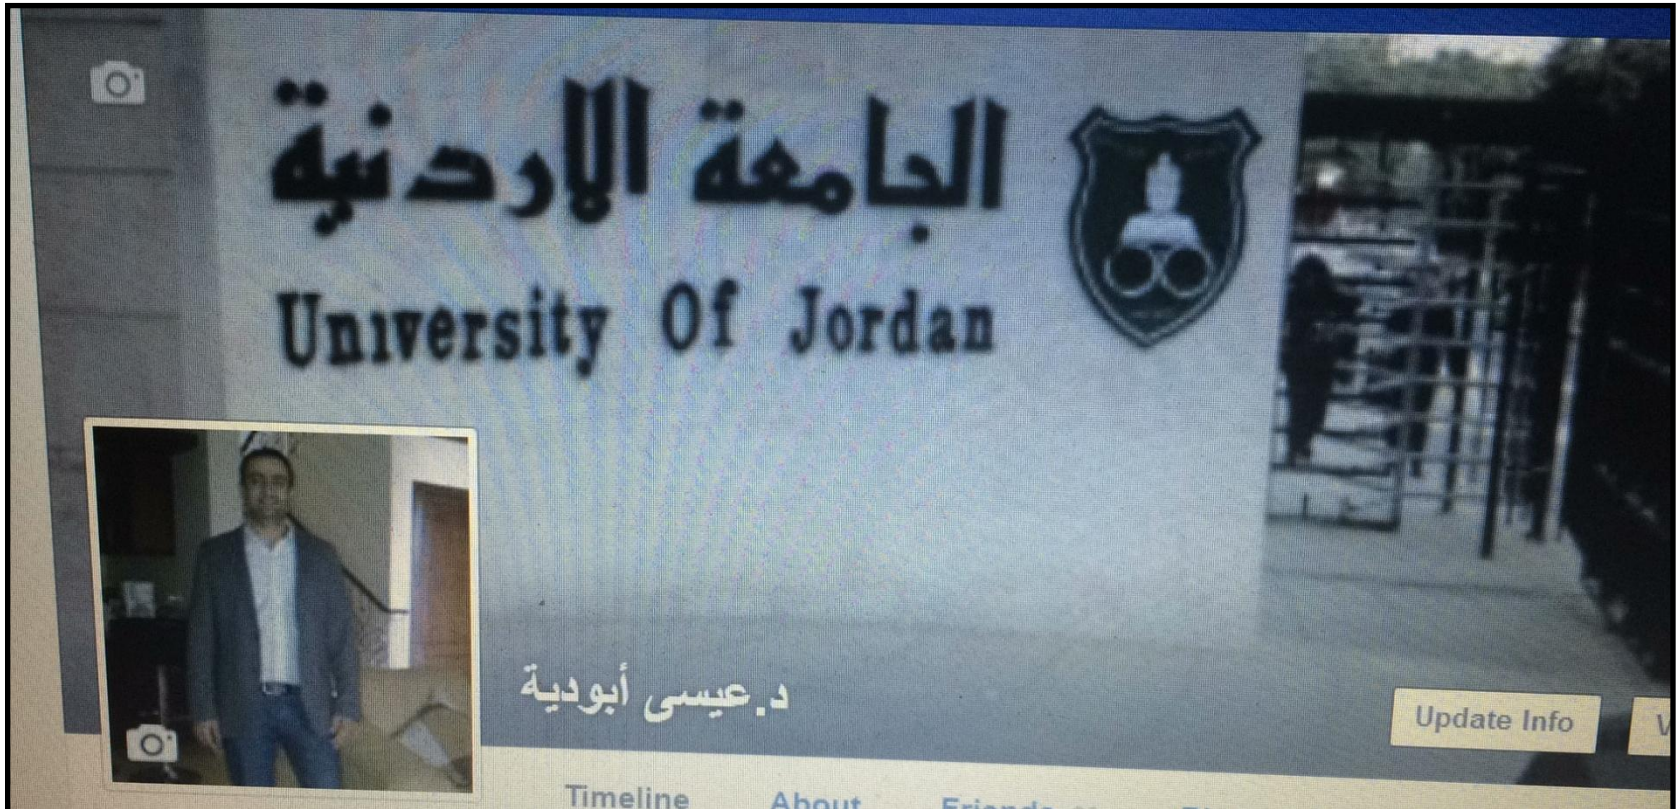 الجامعة الاردنية
University Of Jordan
د.عيسى أبودية
Update Info
Timeline
About